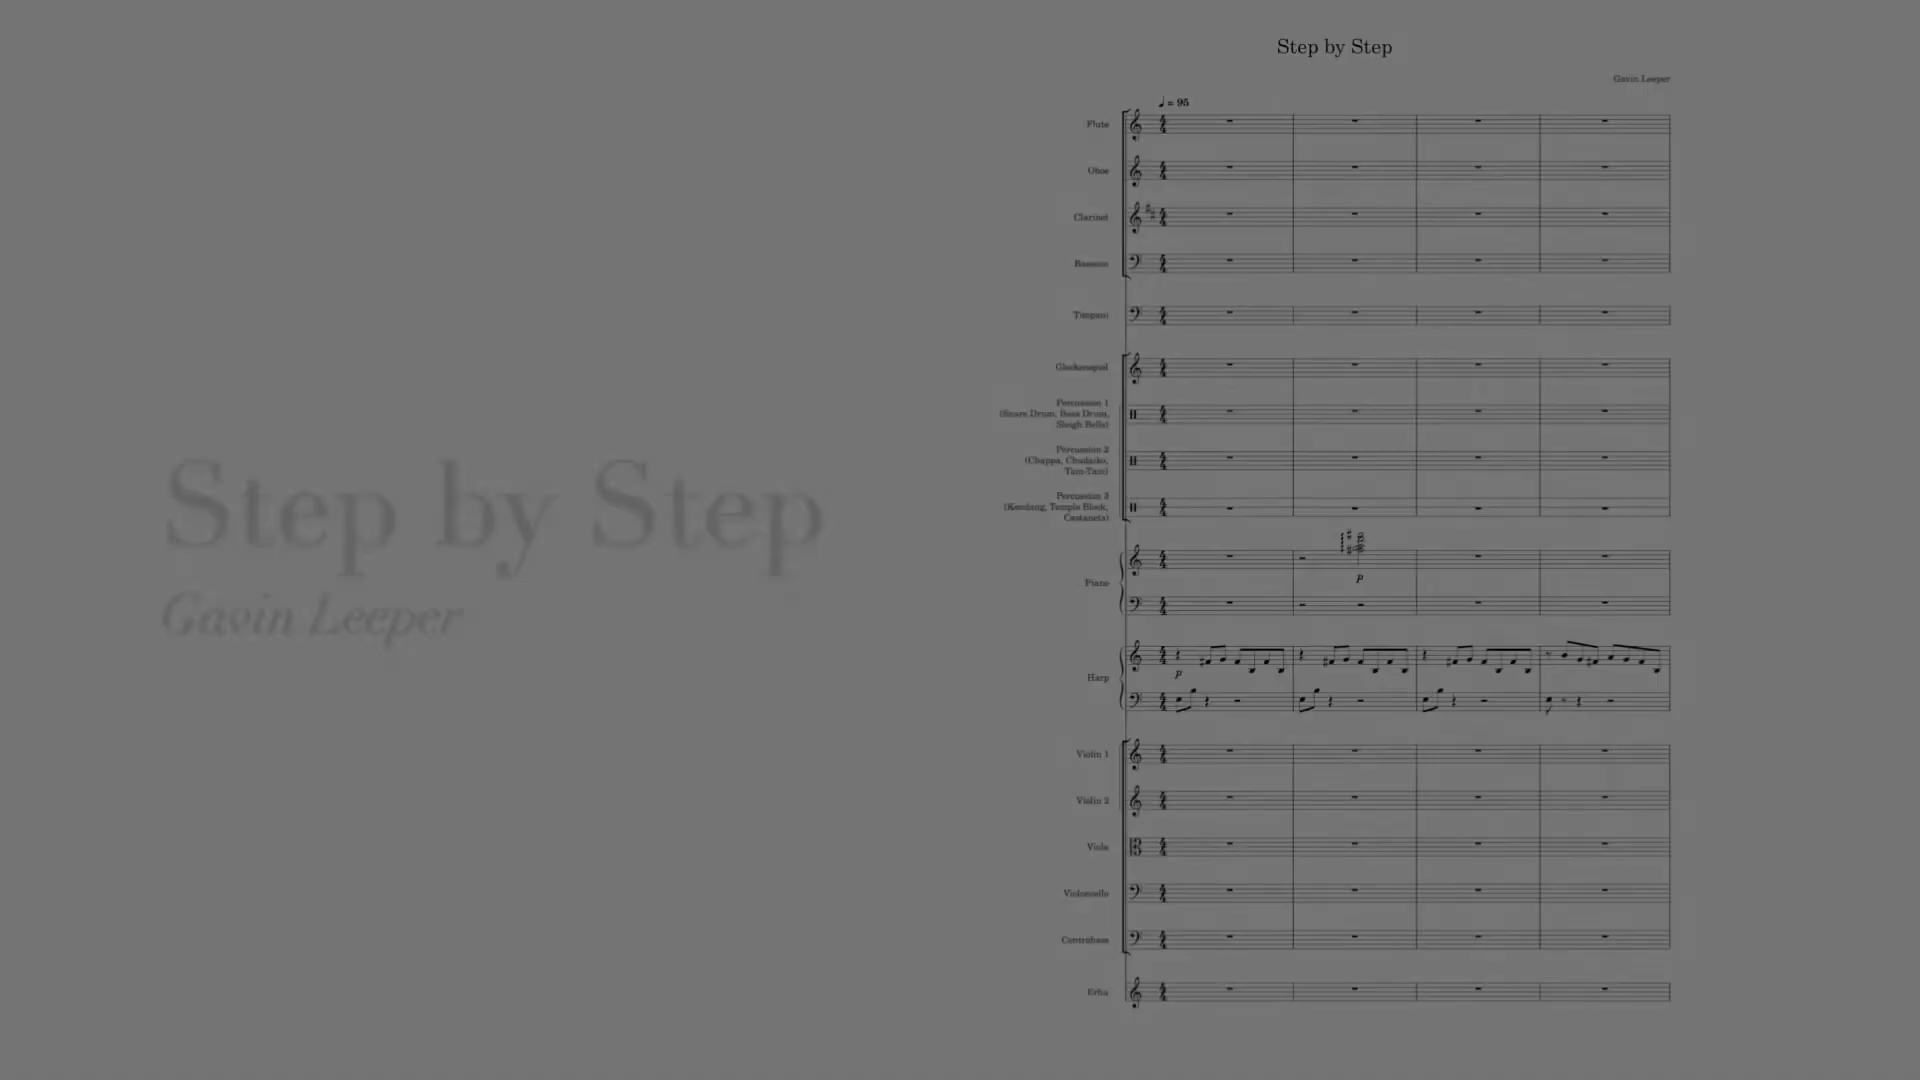 Step by Step
Gavin Leeper
Step by Step
Gavin Leeper
♩ = 95
Flute
Oboe
Clarinet
Bassoon
Timpani
Glockenspiel
Percussion 1
(Snare Drum, Bass Drum,
Sleigh Bells)
Percussion 2
(Chappa, Chudaiko,
Tam-Tam)
Percussion 3
(Kendang, Temple Block,
Castanets)
Piano
p
Harp
p
Violin 1
Violin 2
Viola
Violoncello
Contrabass
Erhu